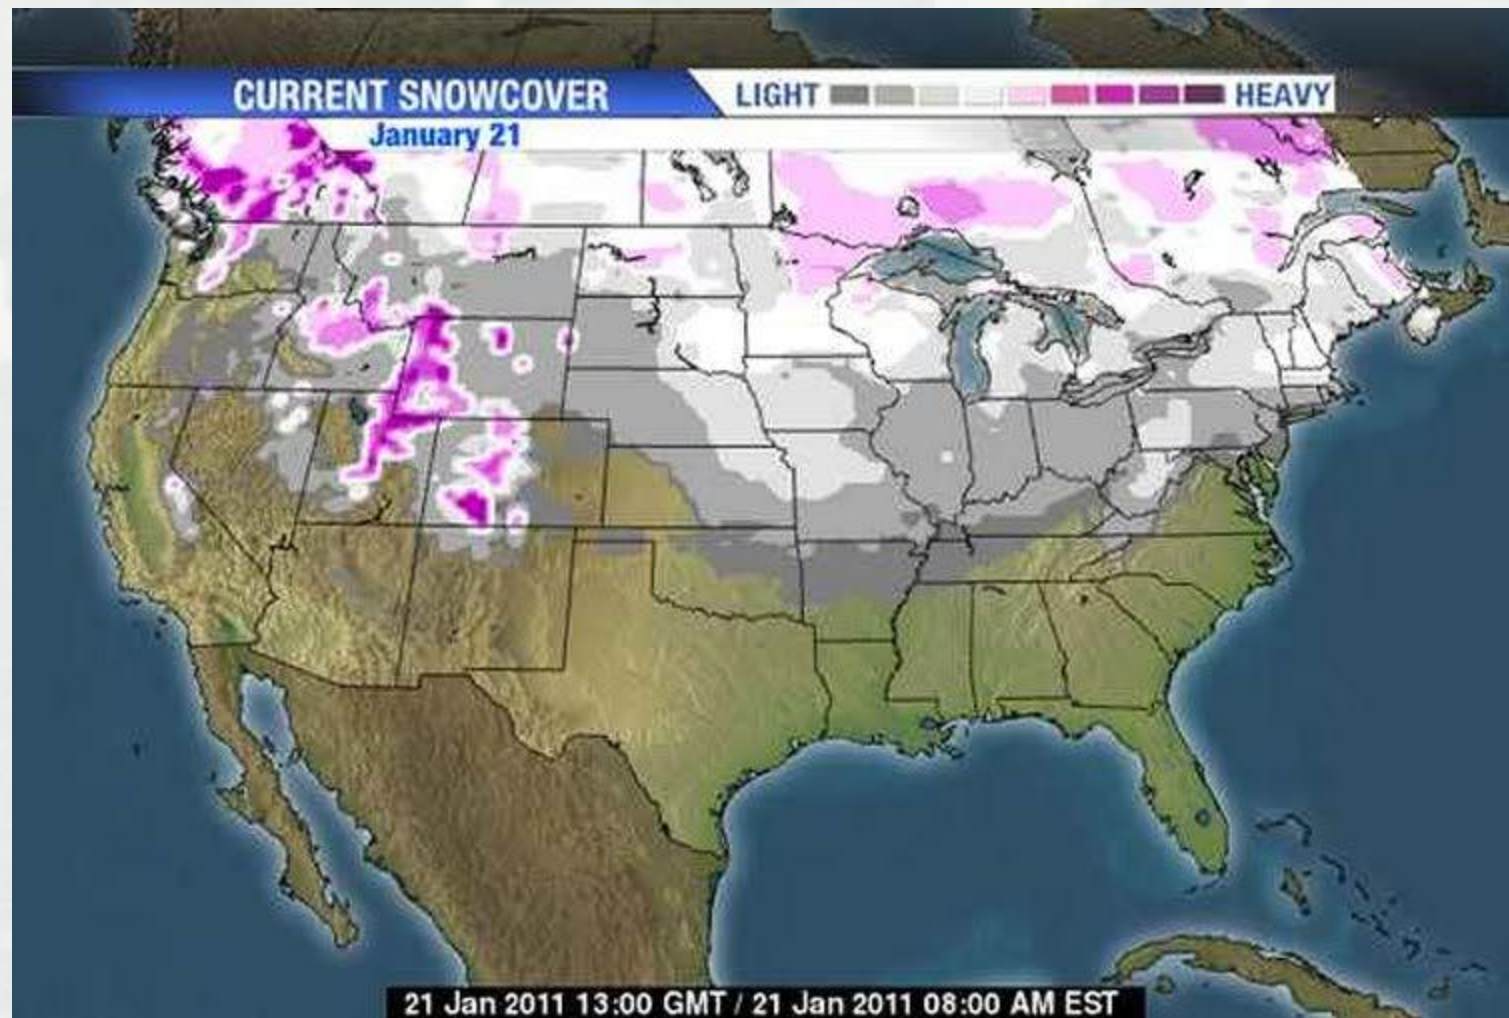 CURRENT SNOWCOVER
LIGHT HEAVY
January 21
21 Jan 2011 13:00 GMT / 21 Jan 2011 08:00 AM EST